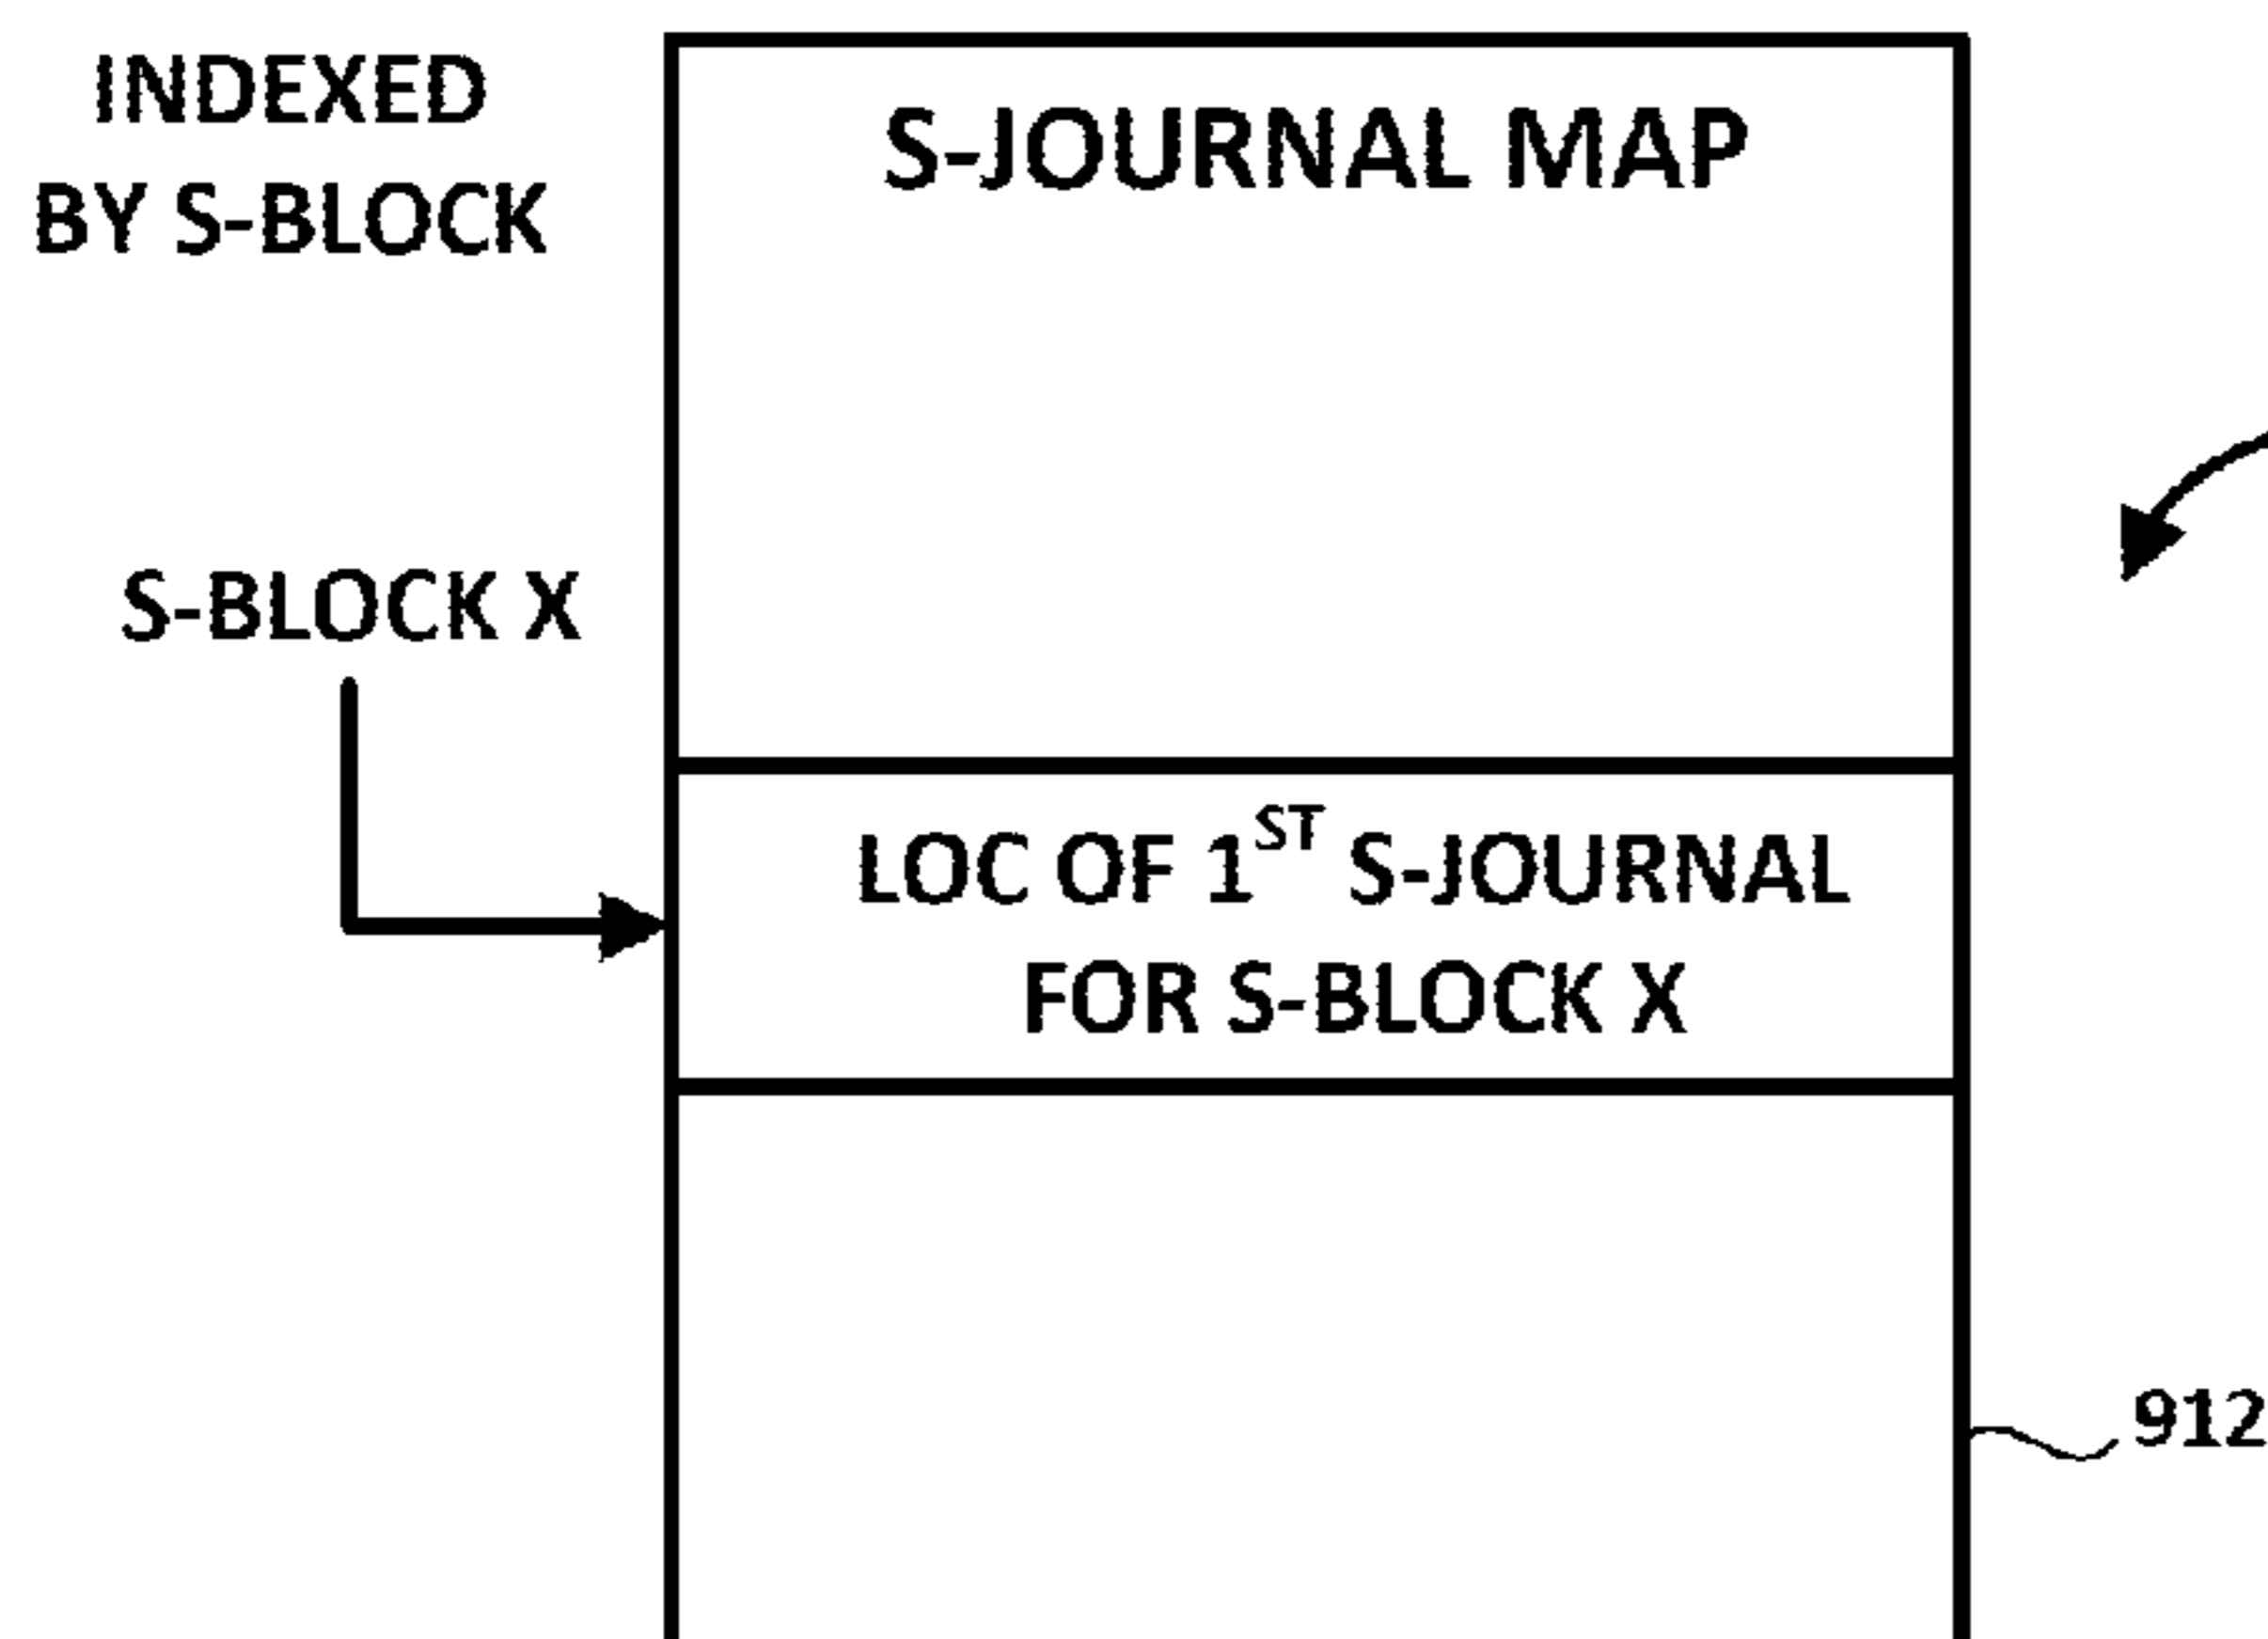 INDEXED
BY S-BLOCK
S-JOURNAL MAP
S-BLOCK X
LOC OF 1ST S-JOURNAL
FOR S-BLOCK X
912